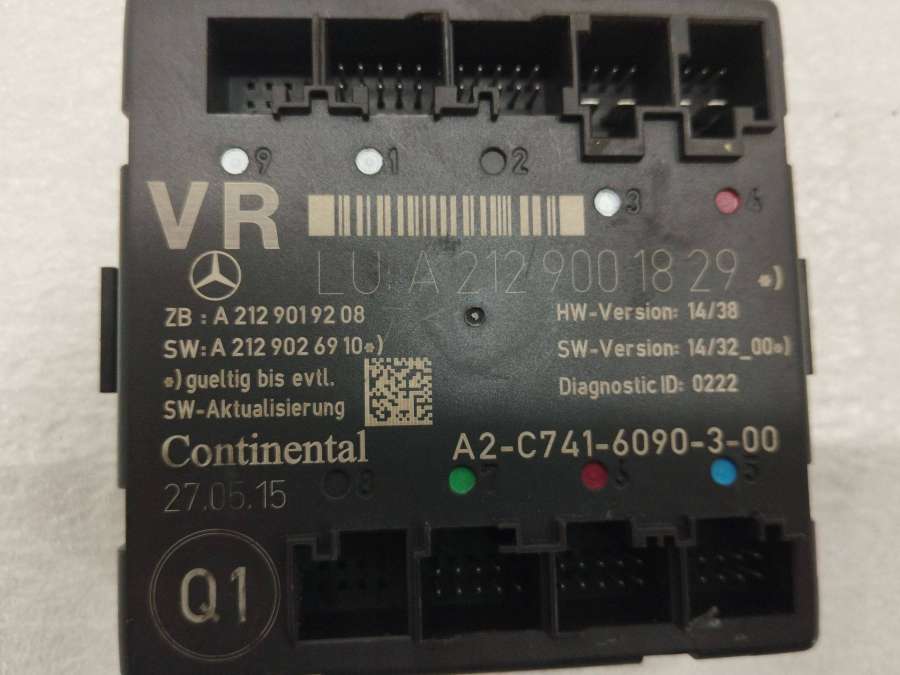 9 1 2
VR
3 4
LU: A 212 900 18 29 *)
ZB : A 212 901 92 08
HW-Version: 14/38
SW: A 212 902 69 10 *)
SW-Version: 14/32_00*)
*) gueltig bis evtl.
Diagnostic ID: 0222
SW-Aktualisierung
Continental
A2-C741-6090-3-00
27.05.15
8 7 6 5
Q1